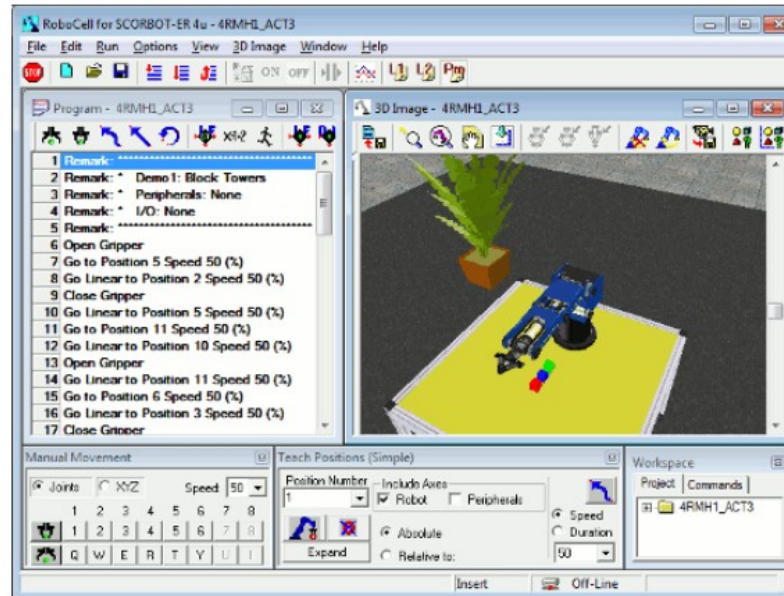 RoboCell for SCORBOT-ER 4u - 4RMH1_ACT3
File Edit Run Options View 3D Image Window Help
STOP ON OFF
Program - 4RMH1_ACT3
1 Remark: ****************************************
2 Remark: * Demo1: Block Towers
3 Remark: * Peripherals: None
4 Remark: * I/O: None
5 Remark: ****************************************
6 Open Gripper
7 Go to Position 5 Speed 50 (%)
8 Go Linear to Position 2 Speed 50 (%)
9 Close Gripper
10 Go Linear to Position 5 Speed 50 (%)
11 Go to Position 11 Speed 50 (%)
12 Go Linear to Position 10 Speed 50 (%)
13 Open Gripper
14 Go Linear to Position 11 Speed 50 (%)
15 Go to Position 6 Speed 50 (%)
16 Go Linear to Position 3 Speed 50 (%)
17 Close Gripper
3D Image - 4RMH1_ACT3
Manual Movement
Joints XYZ Speed: 50
1 2 3 4 5 6 7 8
1 2 3 4 5 6 7 8
Q W E R T Y U I
Teach Positions (Simple)
Position Number
1
Include Axes
Robot Peripherals
Absolute
Relative to:
Expand
Speed
Duration
50
Workspace
Project Commands
4RMH1_ACT3
Insert Off-Line